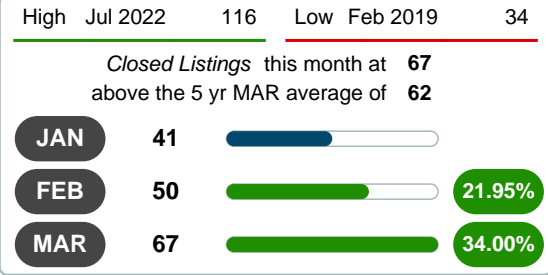 High Jul 2022 116 Low Feb 2019 34
Closed Listings this month at 67
above the 5 yr MAR average of 62
JAN 41
FEB 50 21.95%
MAR 67 34.00%